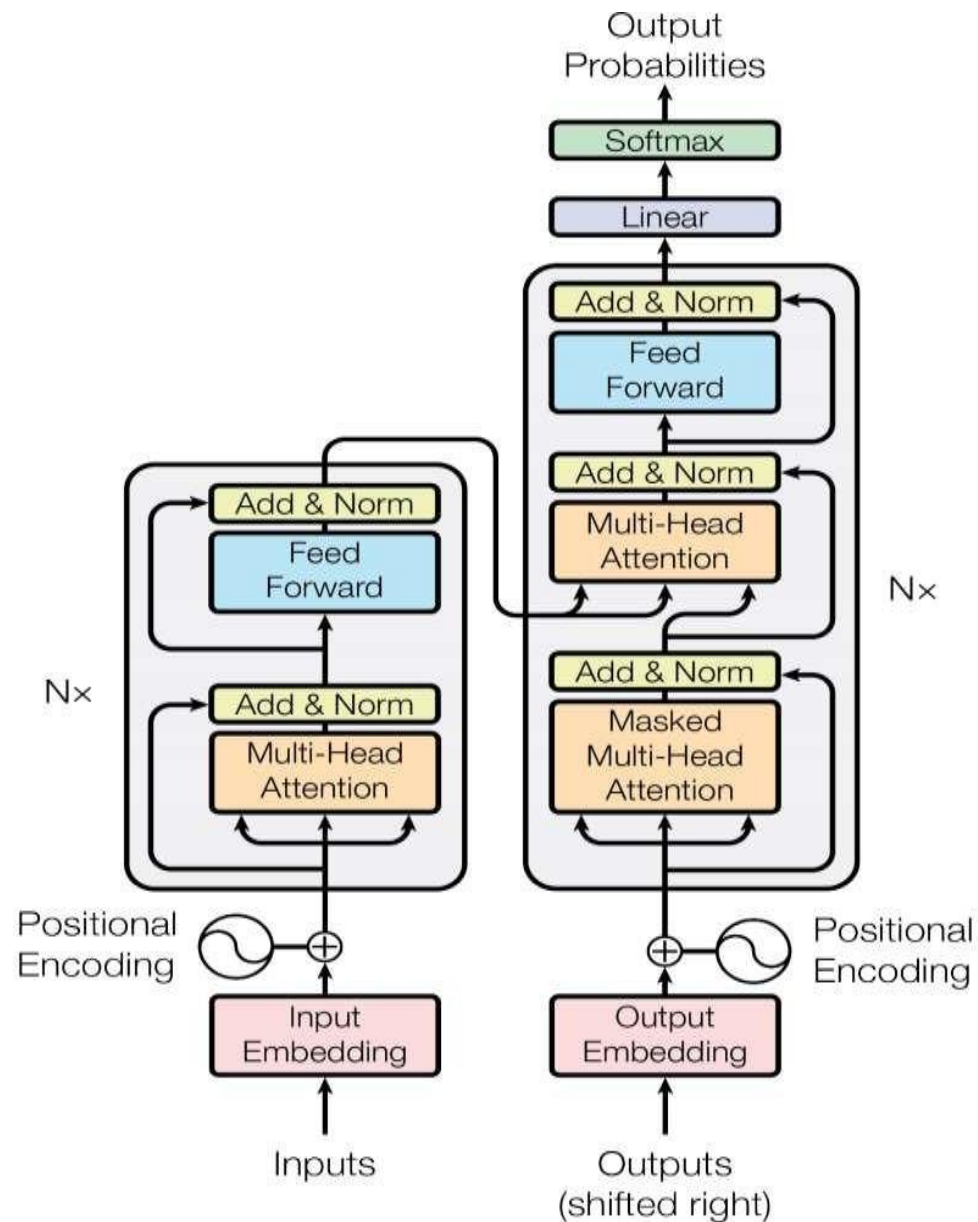 Output
Probabilities
Softmax
Linear
Add & Norm
Feed
Forward
Add & Norm
Multi-Head
Attention
Add & Norm
Masked
Multi-Head
Attention
Nx
Add & Norm
Feed
Forward
Add & Norm
Multi-Head
Attention
Nx
Positional
Encoding
Positional
Encoding
Input
Embedding
Output
Embedding
Inputs
Outputs
(shifted right)